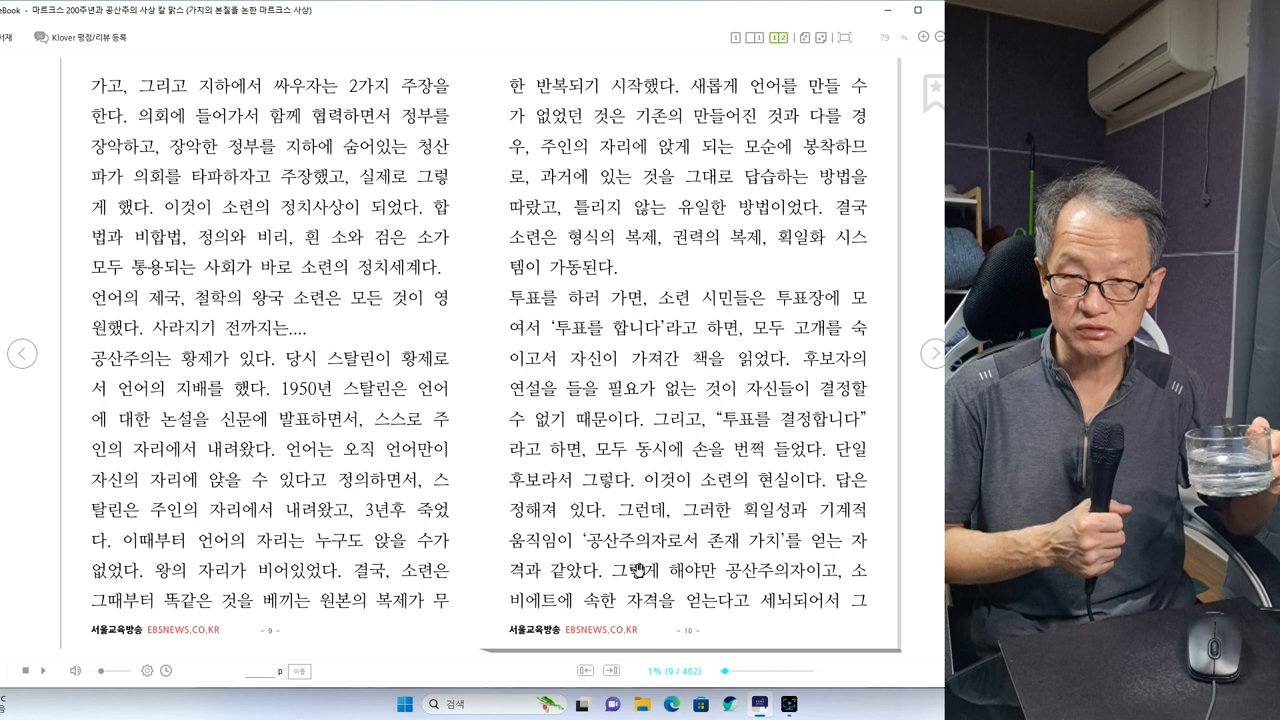 eBook - 마르크스 200주년과 공산주의 사상 칼 맑스 (가치의 본질을 논한 마르크스 사상)
서재
Klover 평점/리뷰 등록
1
1 2
79 %
가고, 그리고 지하에서 싸우자는 2가지 주장을
한다. 의회에 들어가서 함께 협력하면서 정부를
장악하고, 장악한 정부를 지하에 숨어있는 청산
파가 의회를 타파하자고 주장했고, 실제로 그렇
게 했다. 이것이 소련의 정치사상이 되었다. 합
법과 비합법, 정의와 비리, 흰 소와 검은 소가
모두 통용되는 사회가 바로 소련의 정치세계다.
언어의 제국, 철학의 왕국 소련은 모든 것이 영
원했다. 사라지기 전까지는....
공산주의는 황제가 있다. 당시 스탈린이 황제로
서 언어의 지배를 했다. 1950년 스탈린은 언어
에 대한 논설을 신문에 발표하면서, 스스로 주
인의 자리에서 내려왔다. 언어는 오직 언어만이
자신의 자리에 앉을 수 있다고 정의하면서, 스
탈린은 주인의 자리에서 내려왔고, 3년후 죽었
다. 이때부터 언어의 자리는 누구도 앉을 수가
없었다. 왕의 자리가 비어있었다. 결국, 소련은
그때부터 똑같은 것을 베끼는 원본의 복제가 무
서울교육방송 EBSNEWS.CO.KR - 9 -
한 반복되기 시작했다. 새롭게 언어를 만들 수
가 없었던 것은 기존의 만들어진 것과 다를 경
우, 주인의 자리에 앉게 되는 모순에 봉착하므
로, 과거에 있는 것을 그대로 답습하는 방법을
따랐고, 틀리지 않는 유일한 방법이었다. 결국
소련은 형식의 복제, 권력의 복제, 획일화 시스
템이 가동된다.
투표를 하러 가면, 소련 시민들은 투표장에 모
여서 ‘투표를 합니다’라고 하면, 모두 고개를 숙
이고서 자신이 가져간 책을 읽었다. 후보자의
연설을 들을 필요가 없는 것이 자신들이 결정할
수 없기 때문이다. 그리고, “투표를 결정합니다”
라고 하면, 모두 동시에 손을 번쩍 들었다. 단일
후보라서 그렇다. 이것이 소련의 현실이다. 답은
정해져 있다. 그런데, 그러한 획일성과 기계적
움직임이 ‘공산주의자로서 존재 가치’를 얻는 자
격과 같았다. 그렇게 해야만 공산주의자이고, 소
비에트에 속한 자격을 얻는다고 세뇌되어서 그
서울교육방송 EBSNEWS.CO.KR - 10 -
p 이동
1% (9 / 462)
검색